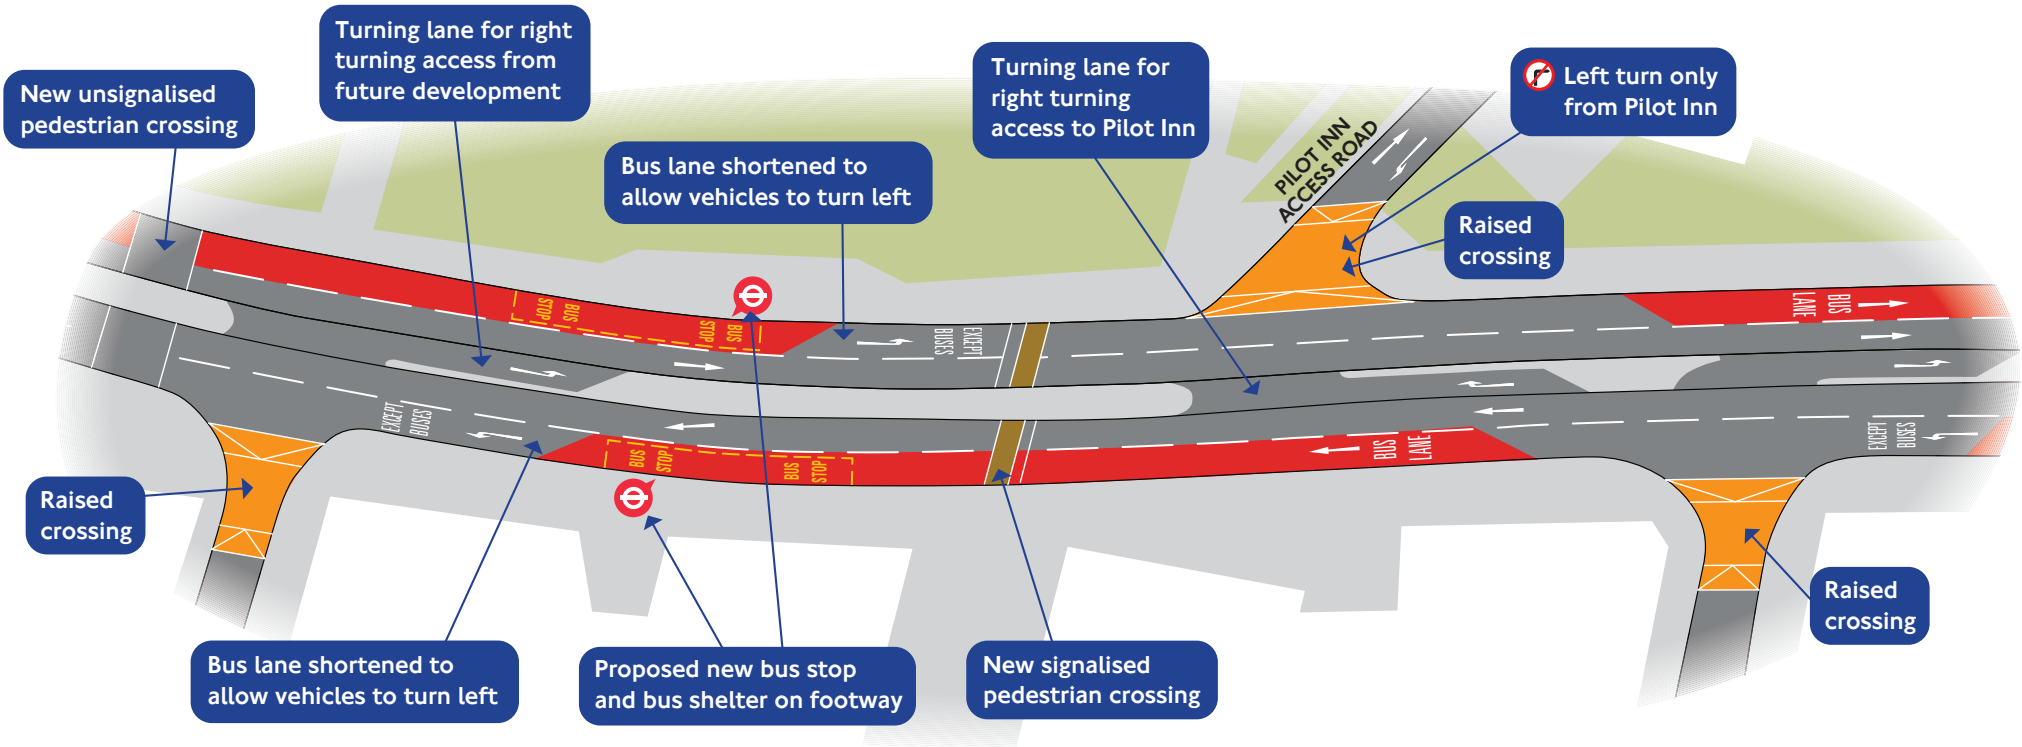 Turning lane for right
turning access from
future development
New unsignalised
pedestrian crossing
Bus lane shortened to
allow vehicles to turn left
Turning lane for
right turning
access to Pilot Inn
Left turn only
from Pilot Inn
PILOT INN
ACCESS ROAD
Raised
crossing
BUS
STOP
BUS
STOP
EXCEPT
BUSES
BUS
LANE
EXCEPT
BUSES
BUS
STOP
BUS
STOP
BUS
LANE
EXCEPT
BUSES
Raised
crossing
Raised
crossing
Bus lane shortened to
allow vehicles to turn left
Proposed new bus stop
and bus shelter on footway
New signalised
pedestrian crossing